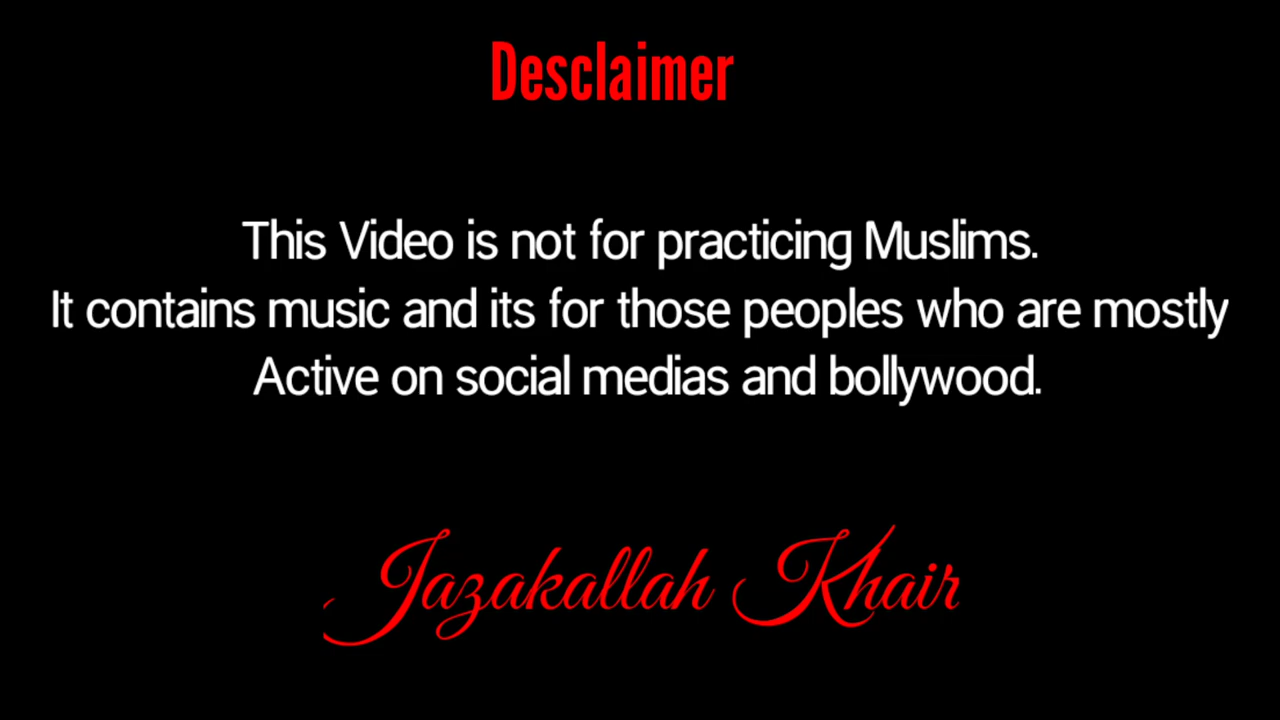 Desclaimer
This Video is not for practicing Muslims.
It contains music and its for those peoples who are mostly
Active on social medias and bollywood.
Jazakallah Khair